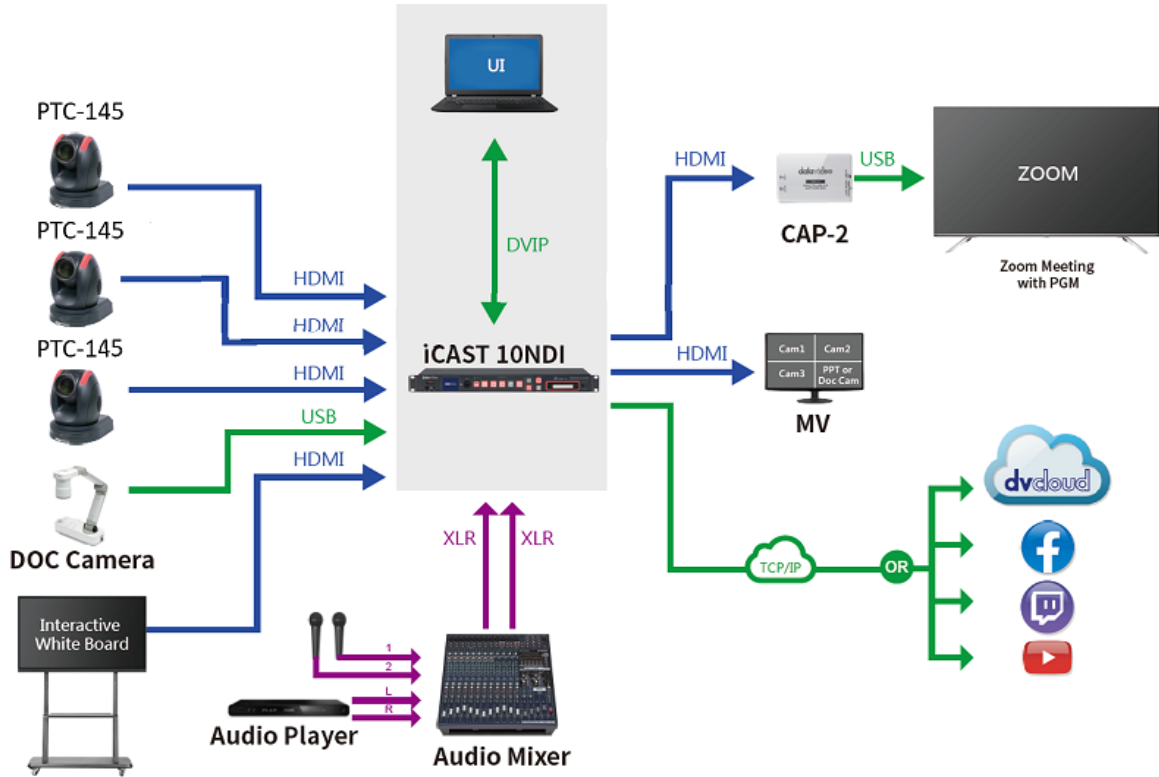 UI
PTC-145
PTC-145
PTC-145
HDMI
HDMI
HDMI
USB
HDMI
DOC Camera
Interactive
White Board
DVIP
iCAST 10NDI
XLR
XLR
1
2
L
R
Audio Player
Audio Mixer
HDMI
datavideo
CAP-2
USB
ZOOM
Zoom Meeting
with PGM
HDMI
Cam1
Cam2
Cam3
PPT or
Doc Cam
MV
TCP/IP
OR
dvcloud